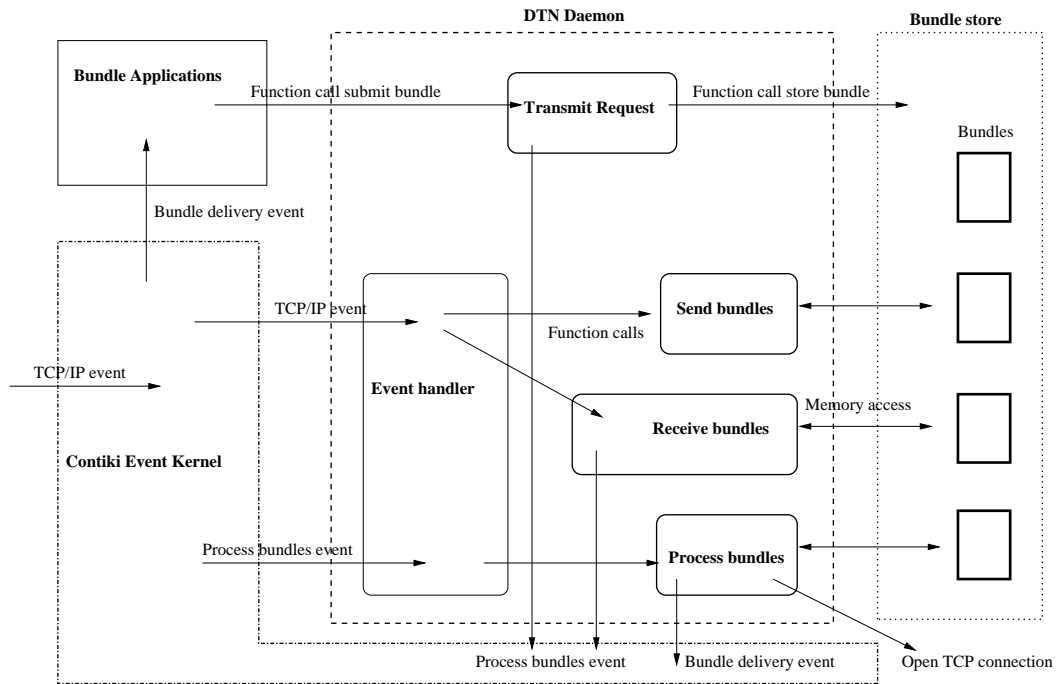 DTN Daemon
Bundle store
Bundle Applications
Function call submit bundle
Transmit Request
Function call store bundle
Bundles
Bundle delivery event
TCP/IP event
Send bundles
Function calls
TCP/IP event
Event handler
Memory access
Receive bundles
Contiki Event Kernel
Process bundles event
Process bundles
Process bundles event
Bundle delivery event
Open TCP connection